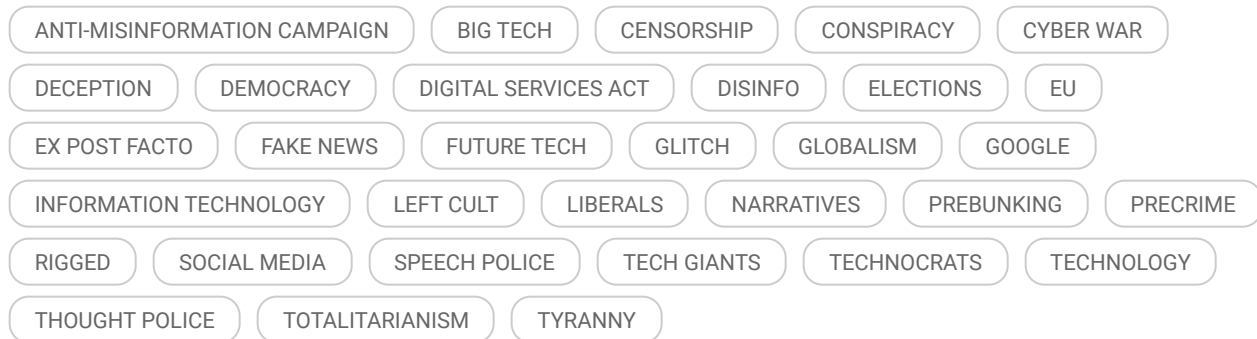 ANTI-MISINFORMATION CAMPAIGN BIG TECH CENSORSHIP CONSPIRACY CYBER WAR
DECEPTION DEMOCRACY DIGITAL SERVICES ACT DISINFO ELECTIONS EU
EX POST FACTO FAKE NEWS FUTURE TECH GLITCH GLOBALISM GOOGLE
INFORMATION TECHNOLOGY LEFT CULT LIBERALS NARRATIVES PREBUNKING PRECRIME
RIGGED SOCIAL MEDIA SPEECH POLICE TECH GIANTS TECHNOCRATS TECHNOLOGY
THOUGHT POLICE TOTALITARIANISM TYRANNY